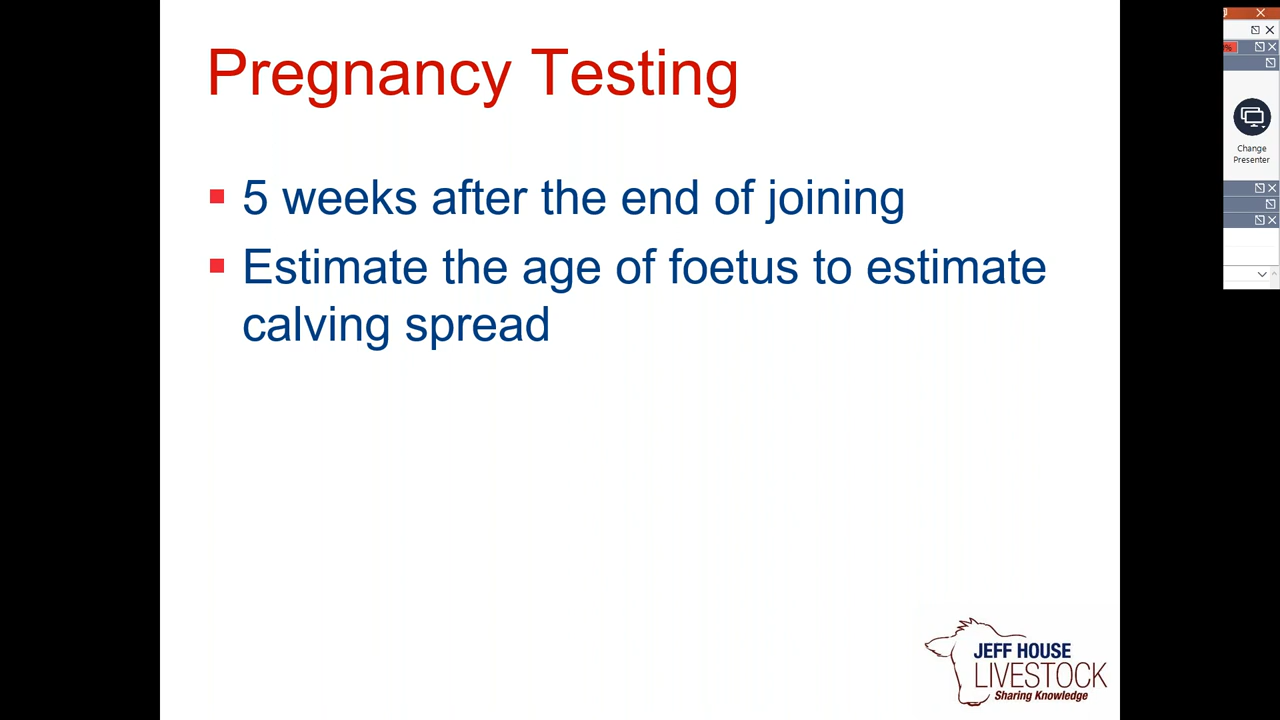 Pregnancy Testing
5 weeks after the end of joining
Estimate the age of foetus to estimate
calving spread
Change
Presenter
JEFF HOUSE
LIVESTOCK
Sharing Knowledge